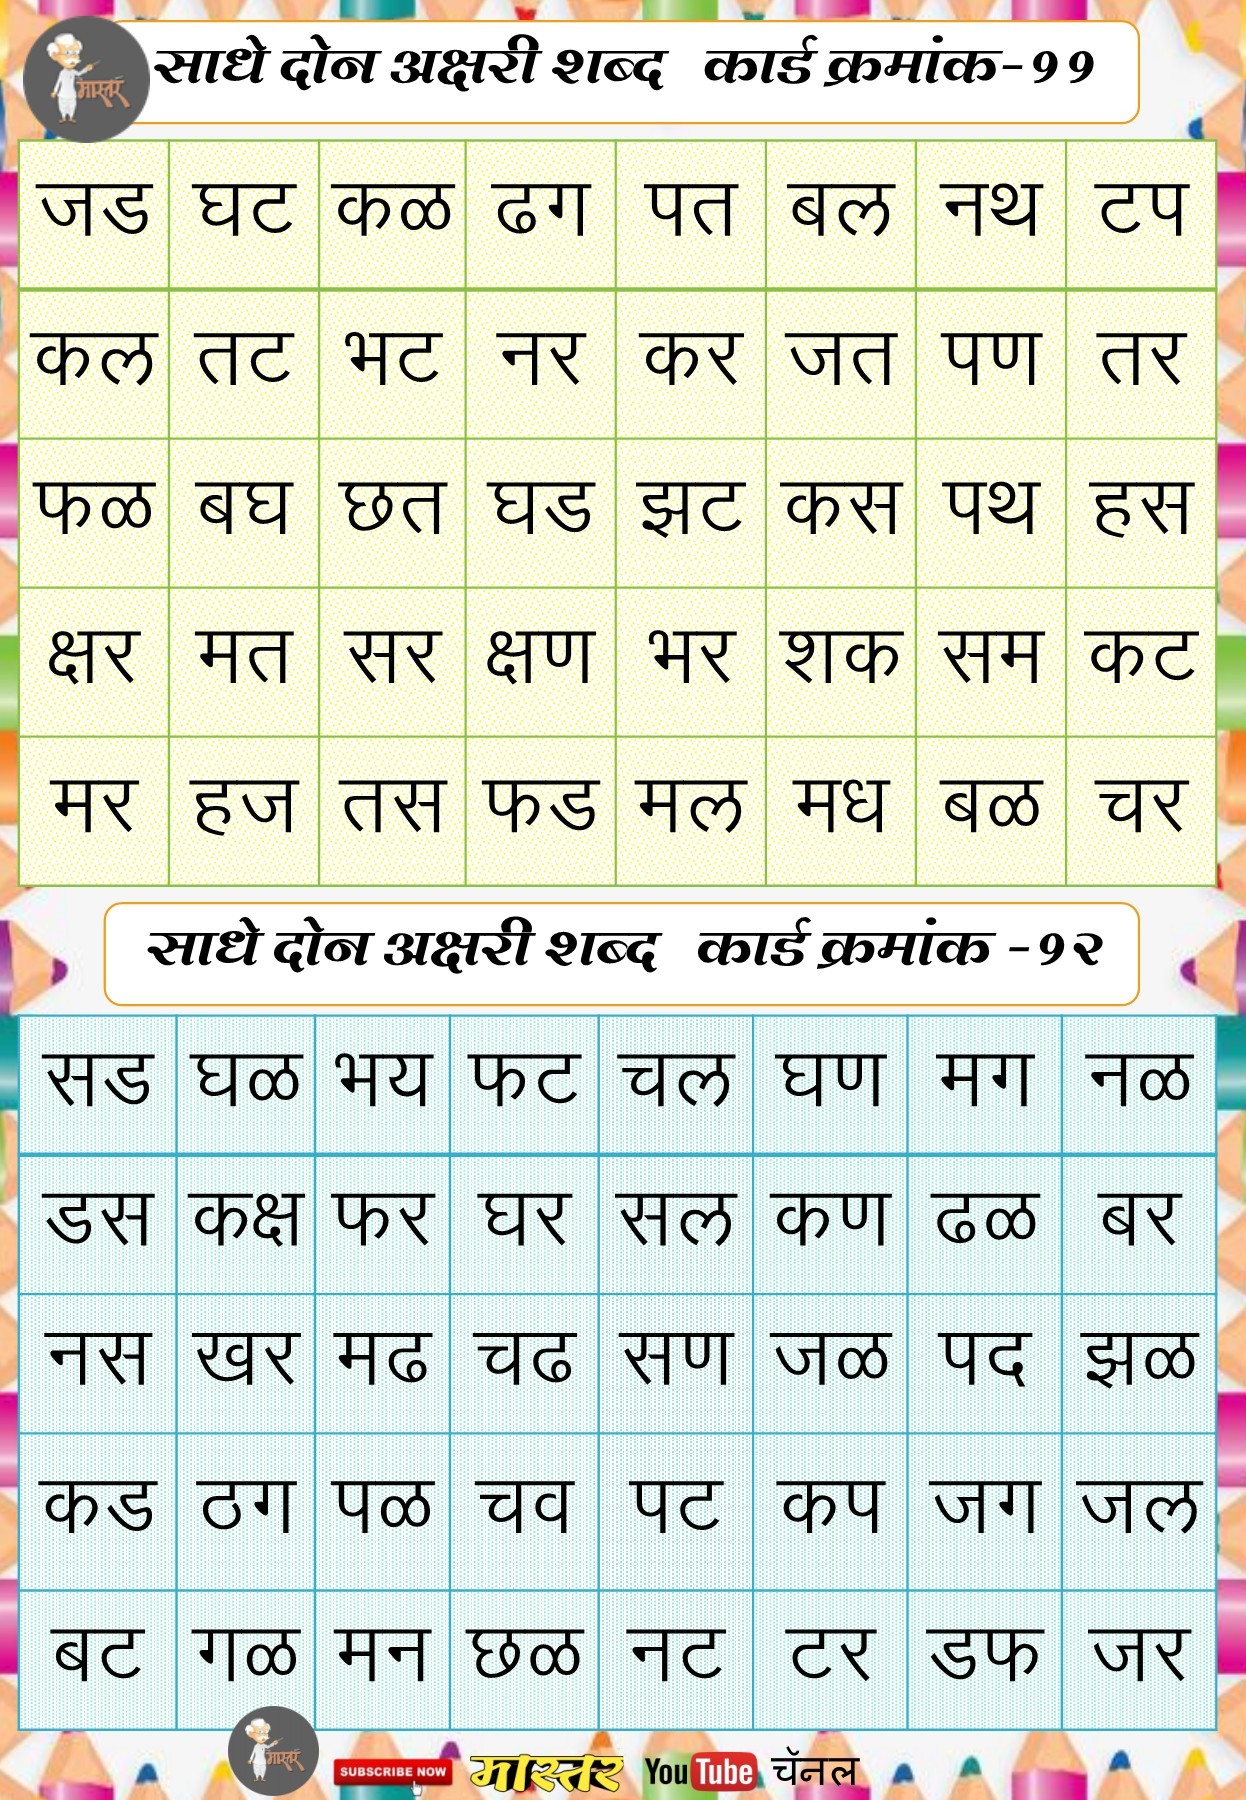 मास्तर
साधे दोन अक्षरी शब्द कार्ड क्रमांक-११
जड घट कळ ढग पत बल नथ टप
कल तट भट नर कर जत पण तर
फळ बघ छत घड झट कस पथ हस
क्षर मत सर क्षण भर शक सम कट
मर हज तस फड मल मध बळ चर
साधे दोन अक्षरी शब्द कार्ड क्रमांक -१२
सड घळ भय फट चल घण मग नळ
डस कक्ष फर घर सल कण ढळ बर
नस खर मढ चढ सण जळ पद झळ
कड ठग पळ चव पट कप जग जल
बट गळ मन छळ नट टर डफ जर
मास्तर SUBSCRIBE NOW मास्तर YouTube चॅनल